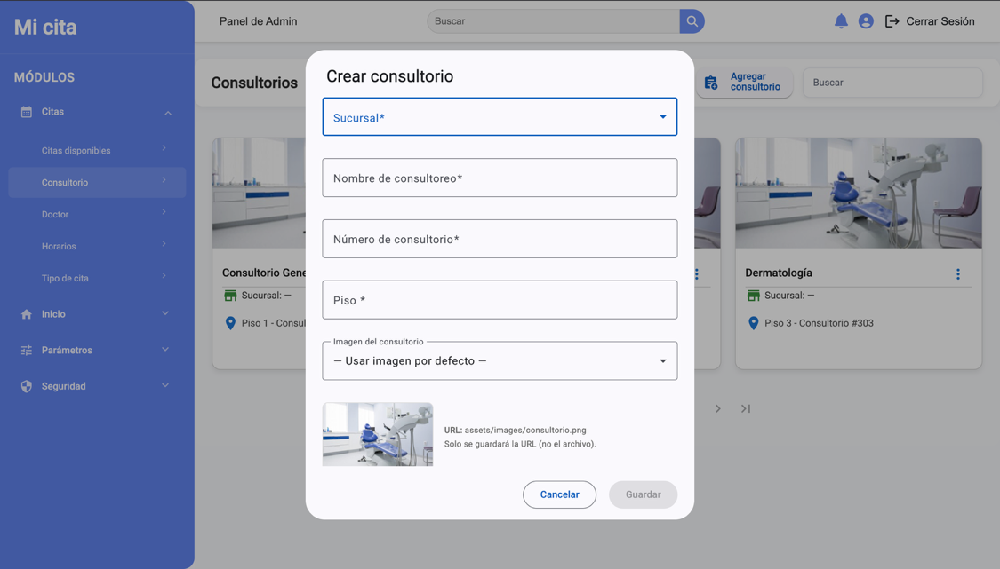 Mi cita
Panel de Admin
Buscar
Cerrar Sesión
MÓDULOS
Citas
Citas disponibles
Consultorio
Doctor
Horarios
Tipo de cita
Inicio
Parámetros
Seguridad
Consultorios
Agregar
consultorio
Buscar
Crear consultorio
Sucursal*
Nombre de consultoreo*
Número de consultorio*
Piso *
Imagen del consultorio
— Usar imagen por defecto —
URL: assets/images/consultorio.png
Solo se guardará la URL (no el archivo).
Cancelar
Guardar
Consultorio Gene
Sucursal: —
Piso 1 - Consul
Dermatología
Sucursal: —
Piso 3 - Consultorio #303